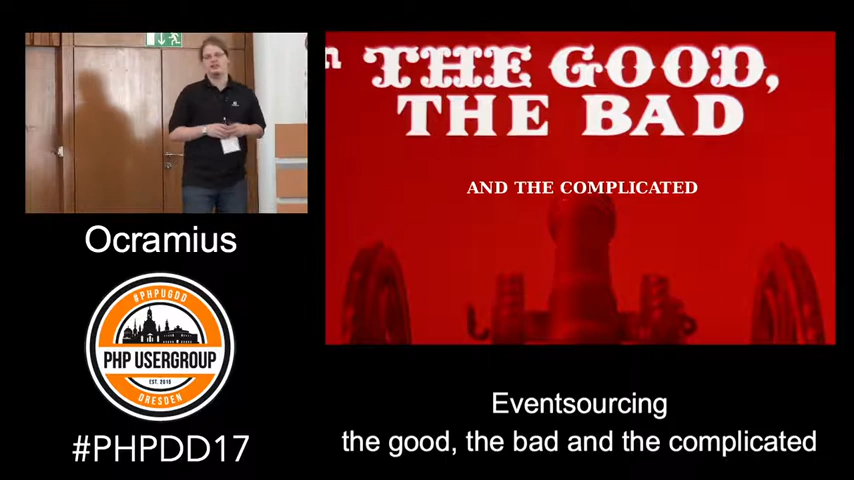 n THE GOOD,
THE BAD
AND THE COMPLICATED
Ocramius
#PHPUGDD
PHP USERGROUP
EST. 2016
DRESDEN
#PHPDD17
Eventsourcing
the good, the bad and the complicated